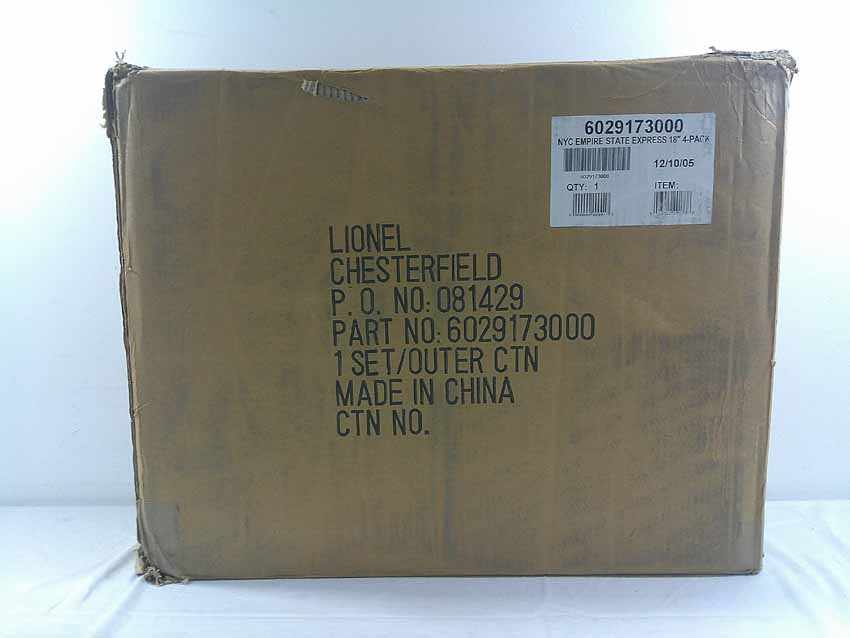 6029173000
NYC EMPIRE STATE EXPRESS 18" 4-PACK
12/10/05
6029173000
QTY: 1 ITEM:
LIONEL
CHESTERFIELD
P. O. NO: 081429
PART NO: 6029173000
1 SET/OUTER CTN
MADE IN CHINA
CTN NO.